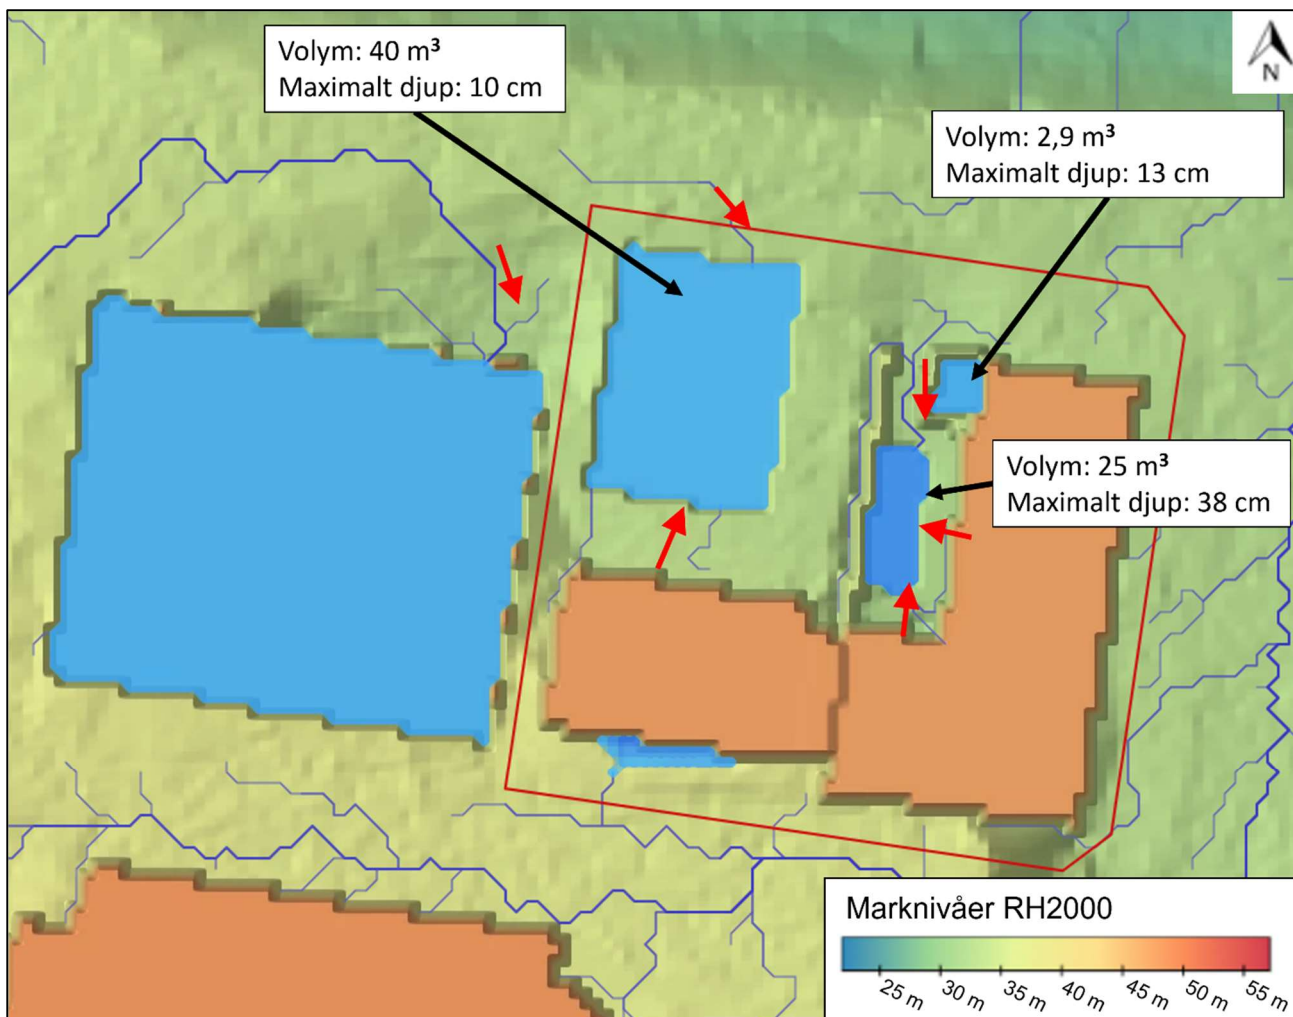 Volym: 40 m³
Maximalt djup: 10 cm
N
Volym: 2,9 m³
Maximalt djup: 13 cm
Volym: 25 m³
Maximalt djup: 38 cm
Marknivåer RH2000
25 m 30 m 35 m 40 m 45 m 50 m 55 m